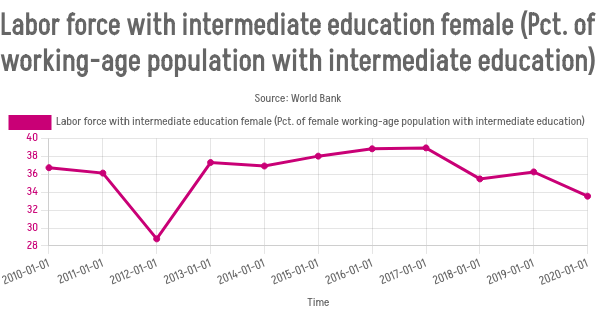 Labor force with intermediate education female (Pct. of
working-age population with intermediate education)
Source: World Bank
Labor force with intermediate education female (Pct. of female working-age population with intermediate education)
40
38
36
34
32
30
28
2010-01-01 2011-01-01 2012-01-01 2013-01-01 2014-01-01 2015-01-01 2016-01-01 2017-01-01 2018-01-01 2019-01-01 2020-01-01
Time